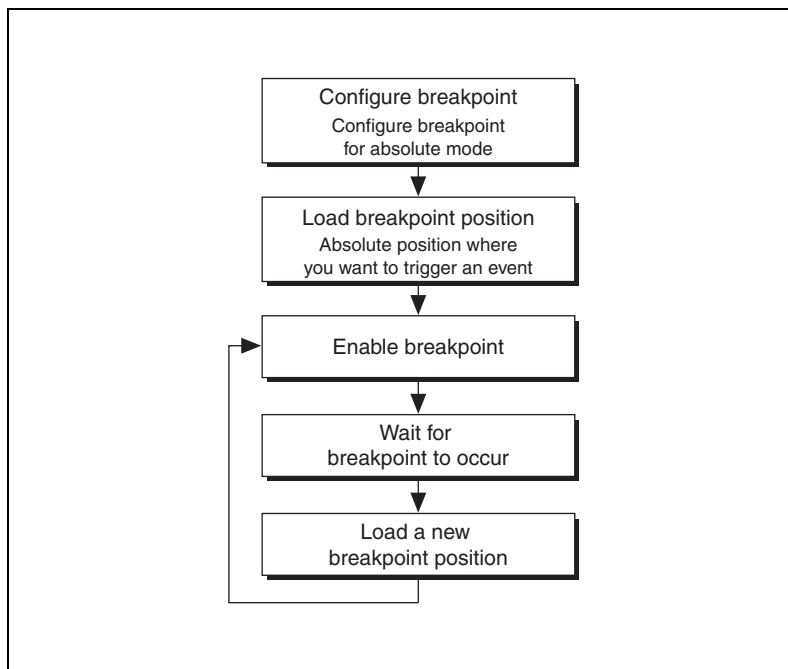 Configure breakpoint
Configure breakpoint
for absolute mode
Load breakpoint position
Absolute position where
you want to trigger an event
Enable breakpoint
Wait for
breakpoint to occur
Load a new
breakpoint position